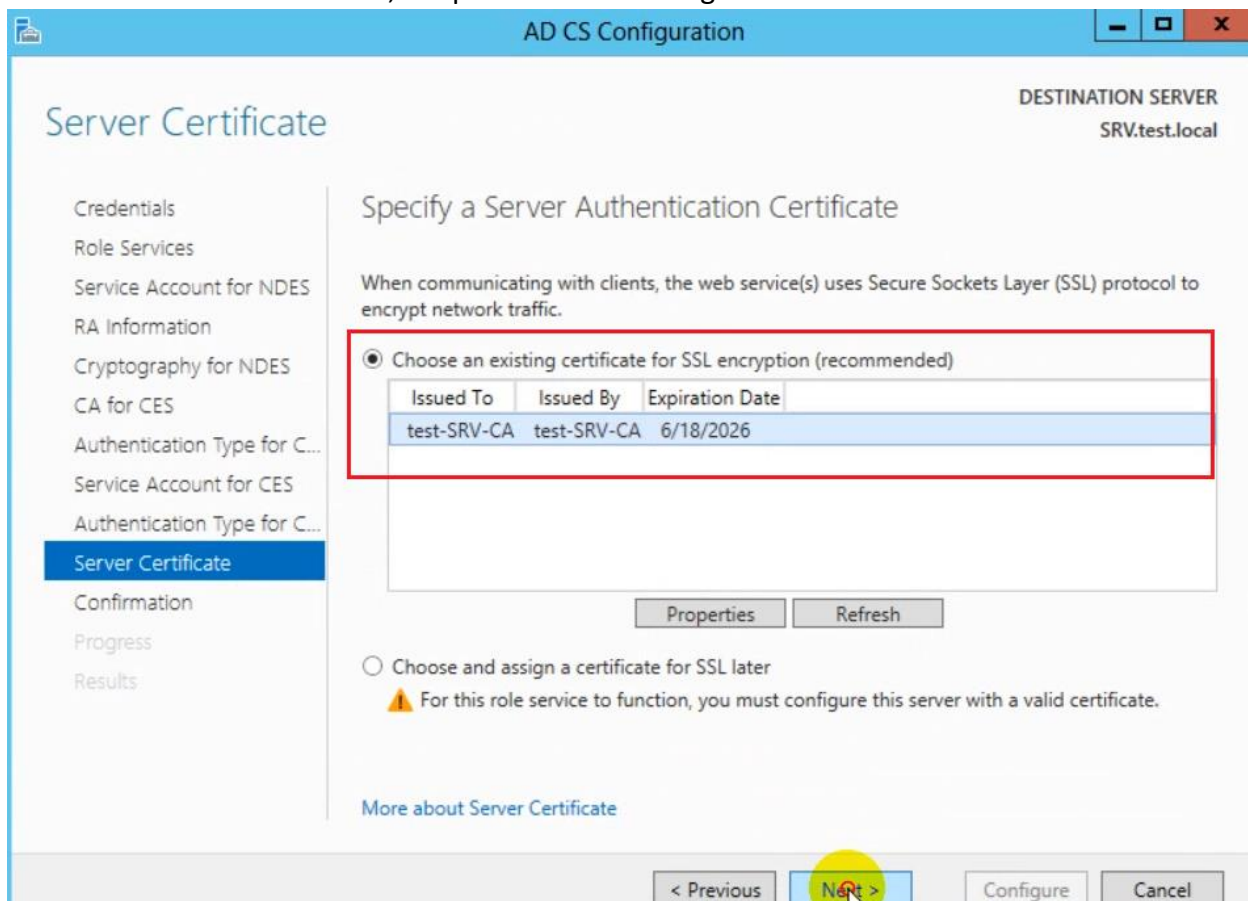 AD CS Configuration
Server Certificate
DESTINATION SERVER
SRV.test.local
Credentials
Role Services
Service Account for NDES
RA Information
Cryptography for NDES
CA for CES
Authentication Type for C...
Service Account for CES
Authentication Type for C...
Server Certificate
Confirmation
Progress
Results
Specify a Server Authentication Certificate
When communicating with clients, the web service(s) uses Secure Sockets Layer (SSL) protocol to
encrypt network traffic.
Choose an existing certificate for SSL encryption (recommended)
Issued To Issued By Expiration Date
test-SRV-CA test-SRV-CA 6/18/2026
Properties Refresh
Choose and assign a certificate for SSL later
For this role service to function, you must configure this server with a valid certificate.
More about Server Certificate
< Previous Next > Configure Cancel